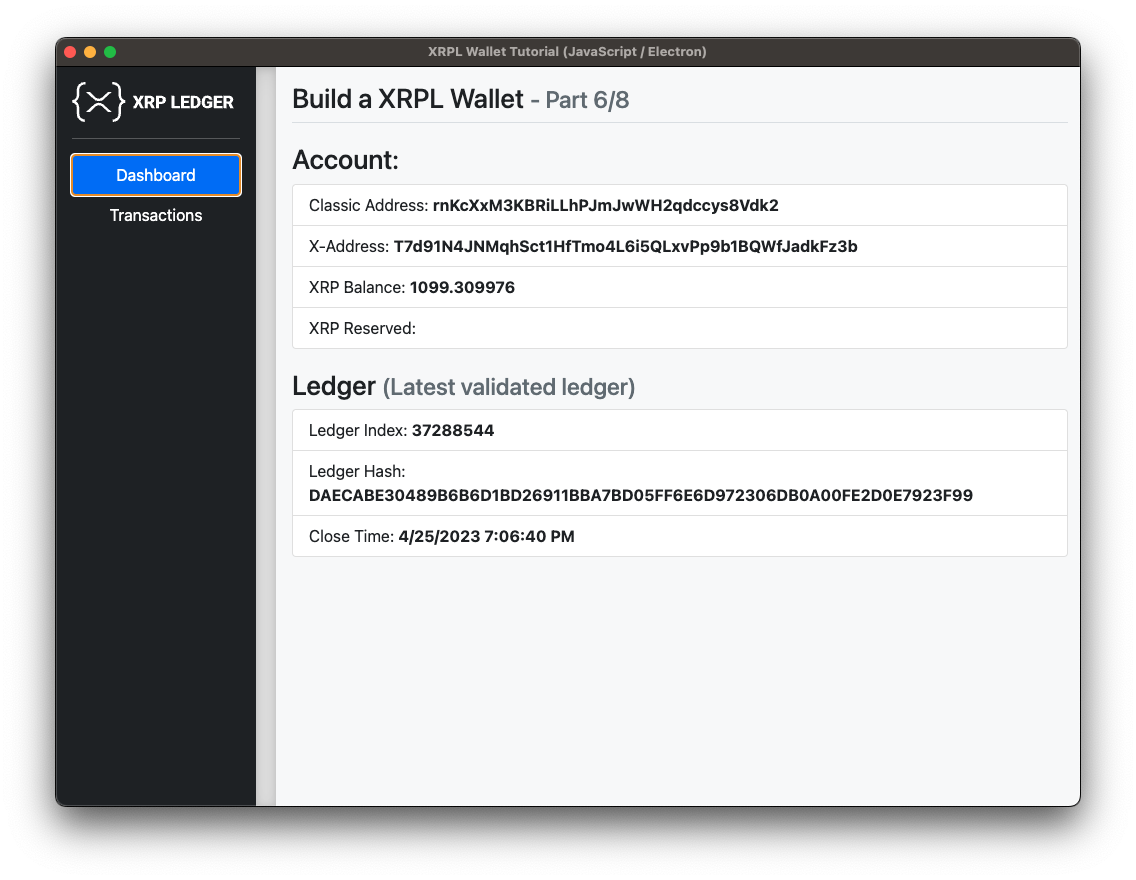 XRPL Wallet Tutorial (JavaScript / Electron)
XRP LEDGER
Dashboard
Transactions
Build a XRPL Wallet - Part 6/8
Account:
Classic Address: rnKcXxM3KBRiLLhPJmJwWH2qdccys8Vdk2
X-Address: T7d91N4JNMqhSct1HfTmo4L6i5QLxvPp9b1BQWfJadkFz3b
XRP Balance: 1099.309976
XRP Reserved:
Ledger (Latest validated ledger)
Ledger Index: 37288544
Ledger Hash:
DAECABE30489B6B6D1BD26911BBA7BD05FF6E6D972306DB0A00FE2D0E7923F99
Close Time: 4/25/2023 7:06:40 PM